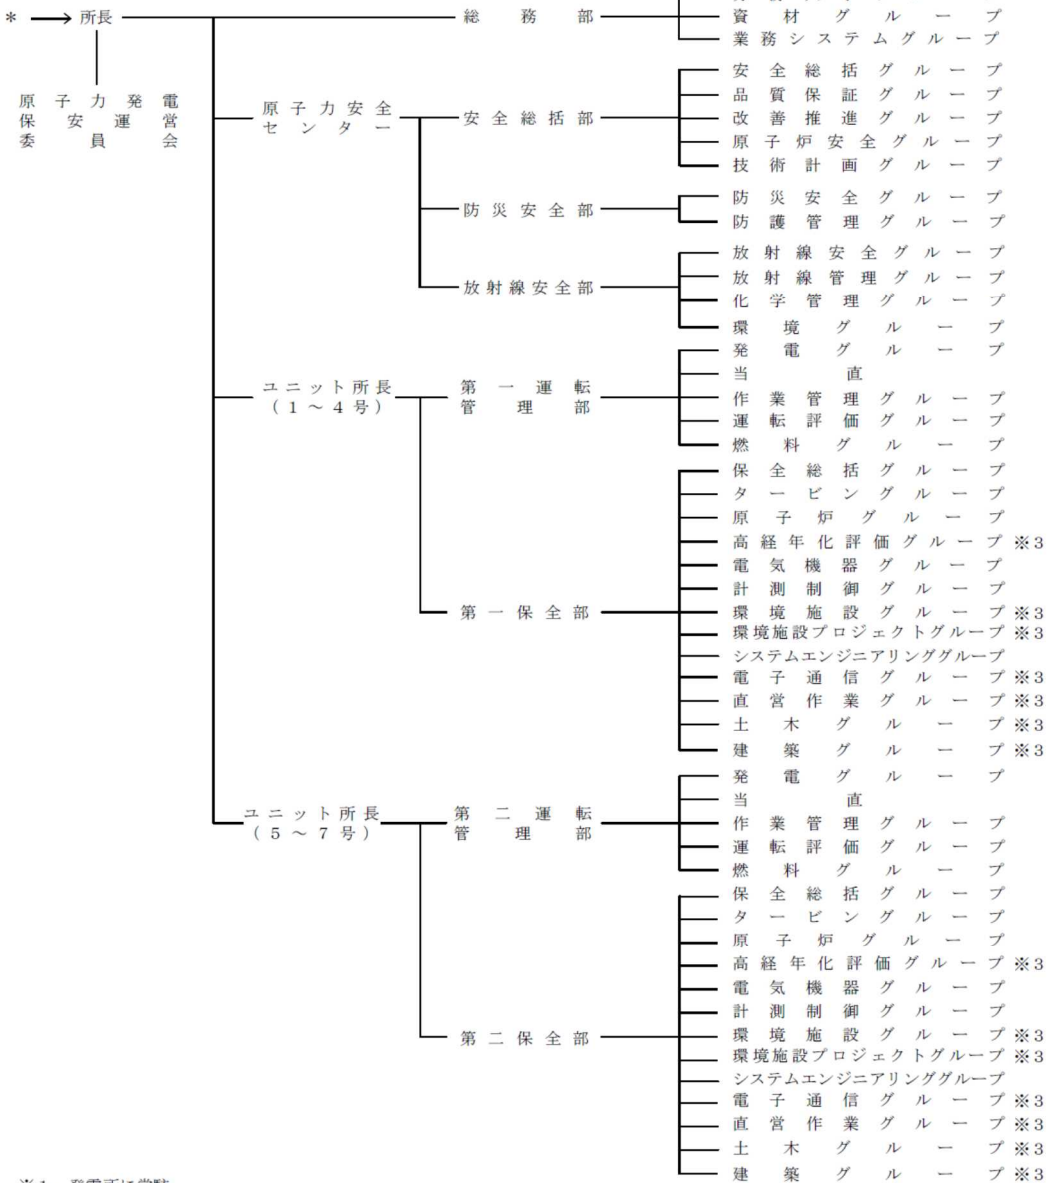 * → 所長
総務部
資材グループ
業務システムグループ
原子力発電
保安運営
委員会
原子力安全
センター
安全総括部
安全総括グループ
品質保証グループ
改善推進グループ
原子炉安全グループ
技術計画グループ
防災安全部
防災安全グループ
防護管理グループ
放射線安全部
放射線安全グループ
放射線管理グループ
化学管理グループ
環境グループ
ユニット所長
(1~4号)
第一運転
管理部
発電グループ
当直
作業管理グループ
運転評価グループ
燃料グループ
第一保全部
保全総括グループ
タービングループ
原子炉グループ
高経年化評価グループ※3
電気機器グループ
計測制御グループ
環境施設グループ※3
環境施設プロジェクトグループ※3
システムエンジニアリンググループ
電子通信グループ※3
直営作業グループ※3
土木グループ※3
建築グループ※3
ユニット所長
(5~7号)
第二運転
管理部
発電グループ
当直
作業管理グループ
運転評価グループ
燃料グループ
第二保全部
保全総括グループ
タービングループ
原子炉グループ
高経年化評価グループ※3
電気機器グループ
計測制御グループ
環境施設グループ※3
環境施設プロジェクトグループ※3
システムエンジニアリンググループ
電子通信グループ※3
直営作業グループ※3
土木グループ※3
建築グループ※3